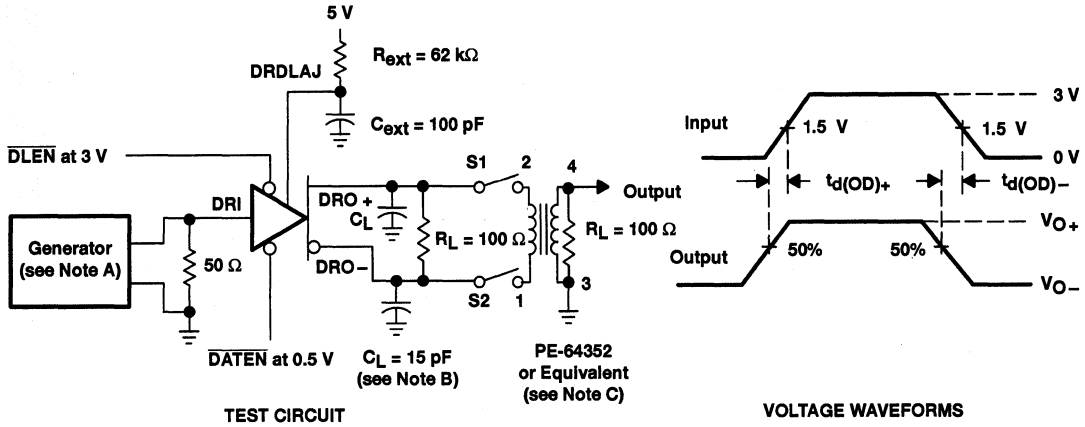 5 V
Rext = 62 kΩ
DRDLAJ
Cext = 100 pF
DLEN at 3 V
DRI
Generator
(see Note A)
50 Ω
DATEN at 0.5 V
DRO +
CL
DRO –
RL = 100 Ω
CL = 15 pF
(see Note B)
S1
2
S2
1
4
Output
RL = 100 Ω
3
PE-64352
or Equivalent
(see Note C)
TEST CIRCUIT
Input
3 V
1.5 V
1.5 V
0 V
td(OD)+
td(OD)–
Output
50%
50%
VO+
VO–
VOLTAGE WAVEFORMS